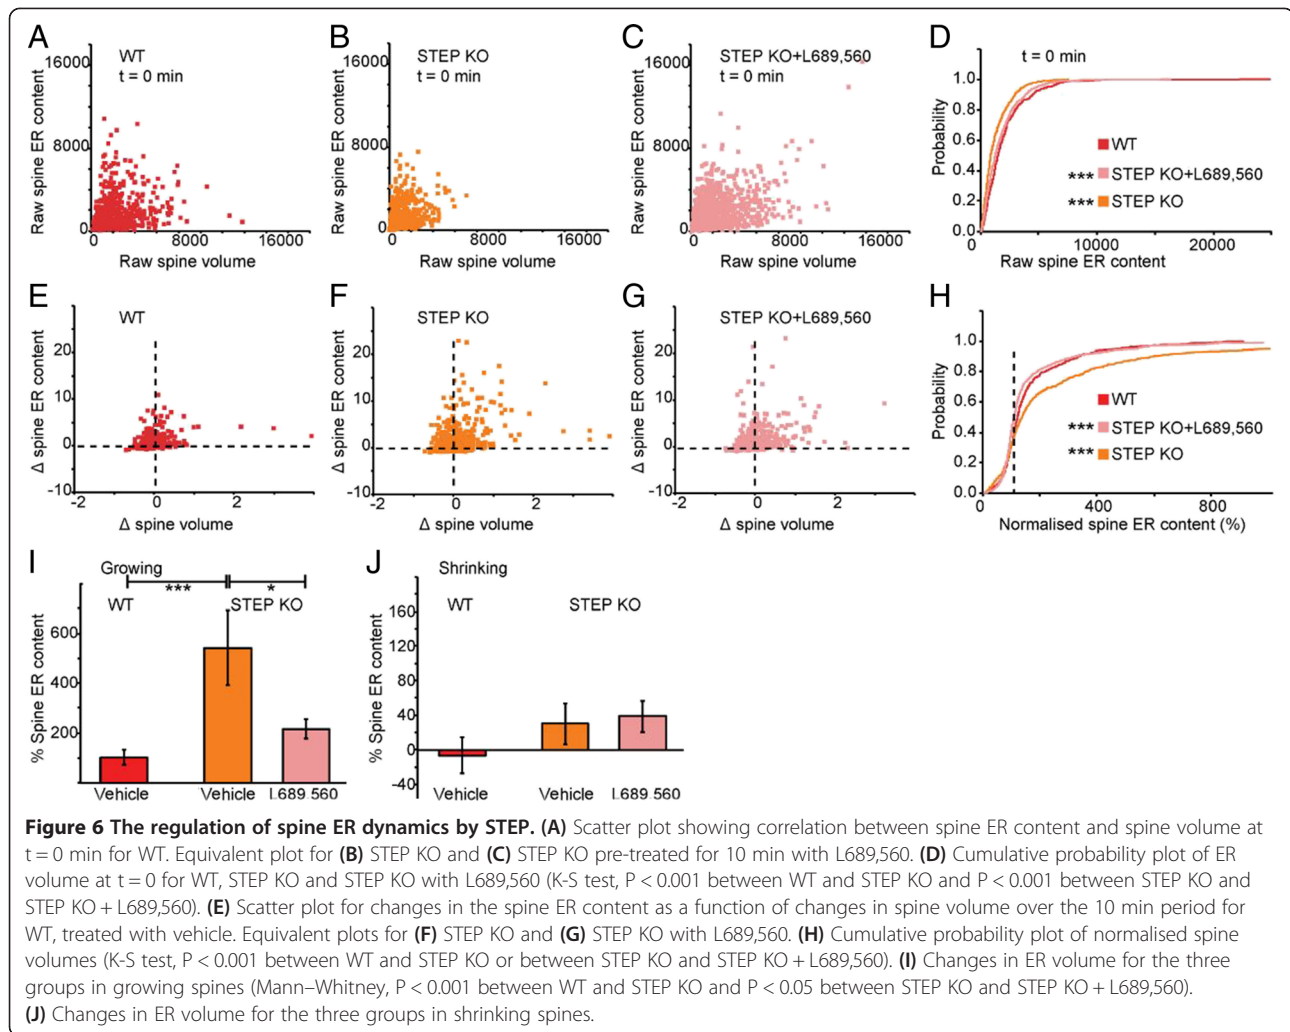 A
WT
t = 0 min
16000
8000
0
Raw spine ER content
0 8000 16000
Raw spine volume
B
STEP KO
t = 0 min
16000
8000
0
Raw spine ER content
0 8000 16000
Raw spine volume
C
STEP KO+L689,560
t = 0 min
16000
8000
0
Raw spine ER content
0 8000 16000
Raw spine volume
D
t = 0 min
1.0
0.8
0.6
0.4
0.2
0.0
Probability
WT
*** STEP KO+L689,560
*** STEP KO
0 10000 20000
Raw spine ER content
E
WT
20
10
0
-10
Δ spine ER content
-2 0 2
Δ spine volume
F
STEP KO
20
10
0
-10
Δ spine ER content
-2 0 2
Δ spine volume
G
STEP KO+L689,560
20
10
0
-10
Δ spine ER content
-2 0 2
Δ spine volume
H
1.0
0.8
0.6
0.4
0.2
0.0
Probability
WT
*** STEP KO+L689,560
*** STEP KO
0 400 800
Normalised spine ER content (%)
I
Growing
*** *
WT STEP KO
600
400
200
% Spine ER content
Vehicle Vehicle L689 560
J
Shrinking
WT STEP KO
160
120
80
40
0
-40
% Spine ER content
Vehicle Vehicle L689 560
Figure 6 The regulation of spine ER dynamics by STEP. (A) Scatter plot showing correlation between spine ER content and spine volume at
t = 0 min for WT. Equivalent plot for (B) STEP KO and (C) STEP KO pre-treated for 10 min with L689,560. (D) Cumulative probability plot of ER
volume at t = 0 for WT, STEP KO and STEP KO with L689,560 (K-S test, P < 0.001 between WT and STEP KO and P < 0.001 between STEP KO and
STEP KO + L689,560). (E) Scatter plot for changes in the spine ER content as a function of changes in spine volume over the 10 min period for
WT, treated with vehicle. Equivalent plots for (F) STEP KO and (G) STEP KO with L689,560. (H) Cumulative probability plot of normalised spine
volumes (K-S test, P < 0.001 between WT and STEP KO or between STEP KO and STEP KO + L689,560). (I) Changes in ER volume for the three
groups in growing spines (Mann–Whitney, P < 0.001 between WT and STEP KO and P < 0.05 between STEP KO and STEP KO + L689,560).
(J) Changes in ER volume for the three groups in shrinking spines.